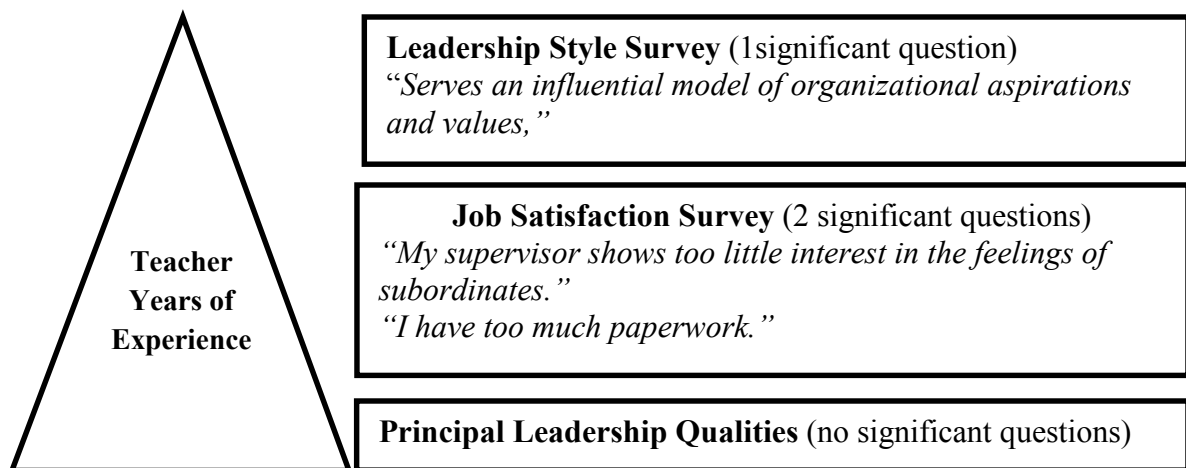 Teacher
Years of
Experience
Leadership Style Survey (1significant question)
“Serves an influential model of organizational aspirations
and values,”
Job Satisfaction Survey (2 significant questions)
“My supervisor shows too little interest in the feelings of
subordinates.”
“I have too much paperwork.”
Principal Leadership Qualities (no significant questions)